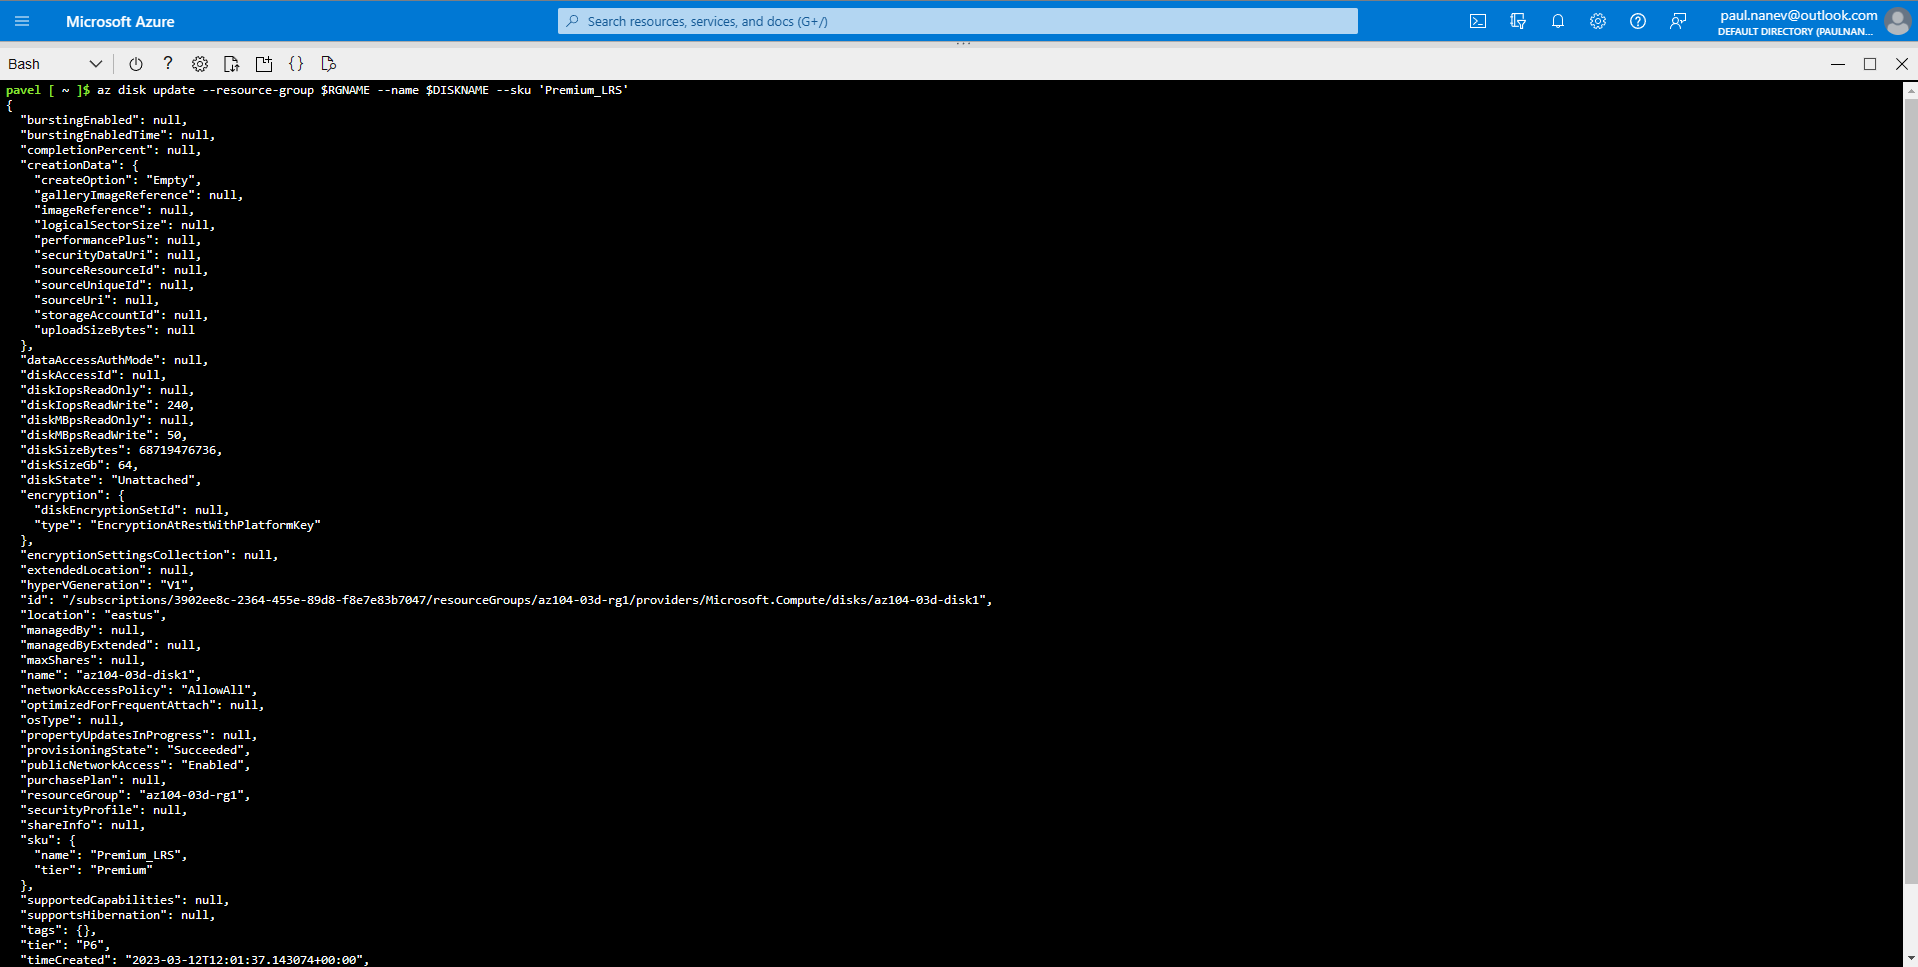 Microsoft Azure
Search resources, services, and docs (G+/)
paul.nanev@outlook.com
DEFAULT DIRECTORY (PAULNAN...
Bash
pavel [ ~ ]$ az disk update --resource-group $RGNAME --name $DISKNAME --sku 'Premium_LRS'
{
"burstingEnabled": null,
"burstingEnabledTime": null,
"completionPercent": null,
"creationData": {
"createOption": "Empty",
"galleryImageReference": null,
"imageReference": null,
"logicalSectorSize": null,
"performancePlus": null,
"securityDataUri": null,
"sourceResourceId": null,
"sourceUniqueId": null,
"sourceUri": null,
"storageAccountId": null,
"uploadSizeBytes": null
},
"dataAccessAuthMode": null,
"diskAccessId": null,
"diskIopsReadOnly": null,
"diskIopsReadWrite": 240,
"diskMBpsReadOnly": null,
"diskMBpsReadWrite": 50,
"diskSizeBytes": 68719476736,
"diskSizeGb": 64,
"diskState": "Unattached",
"encryption": {
"diskEncryptionSetId": null,
"type": "EncryptionAtRestWithPlatformKey"
},
"encryptionSettingsCollection": null,
"extendedLocation": null,
"hyperVGeneration": "V1",
"id": "/subscriptions/3902ee8c-2364-455e-89d8-f8e7e83b7047/resourceGroups/az104-03d-rg1/providers/Microsoft.Compute/disks/az104-03d-disk1",
"location": "eastus",
"managedBy": null,
"managedByExtended": null,
"maxShares": null,
"name": "az104-03d-disk1",
"networkAccessPolicy": "AllowAll",
"optimizedForFrequentAttach": null,
"osType": null,
"propertyUpdatesInProgress": null,
"provisioningState": "Succeeded",
"publicNetworkAccess": "Enabled",
"purchasePlan": null,
"resourceGroup": "az104-03d-rg1",
"securityProfile": null,
"shareInfo": null,
"sku": {
"name": "Premium_LRS",
"tier": "Premium"
},
"supportedCapabilities": null,
"supportsHibernation": null,
"tags": {},
"tier": "P6",
"timeCreated": "2023-03-12T12:01:37.143074+00:00",